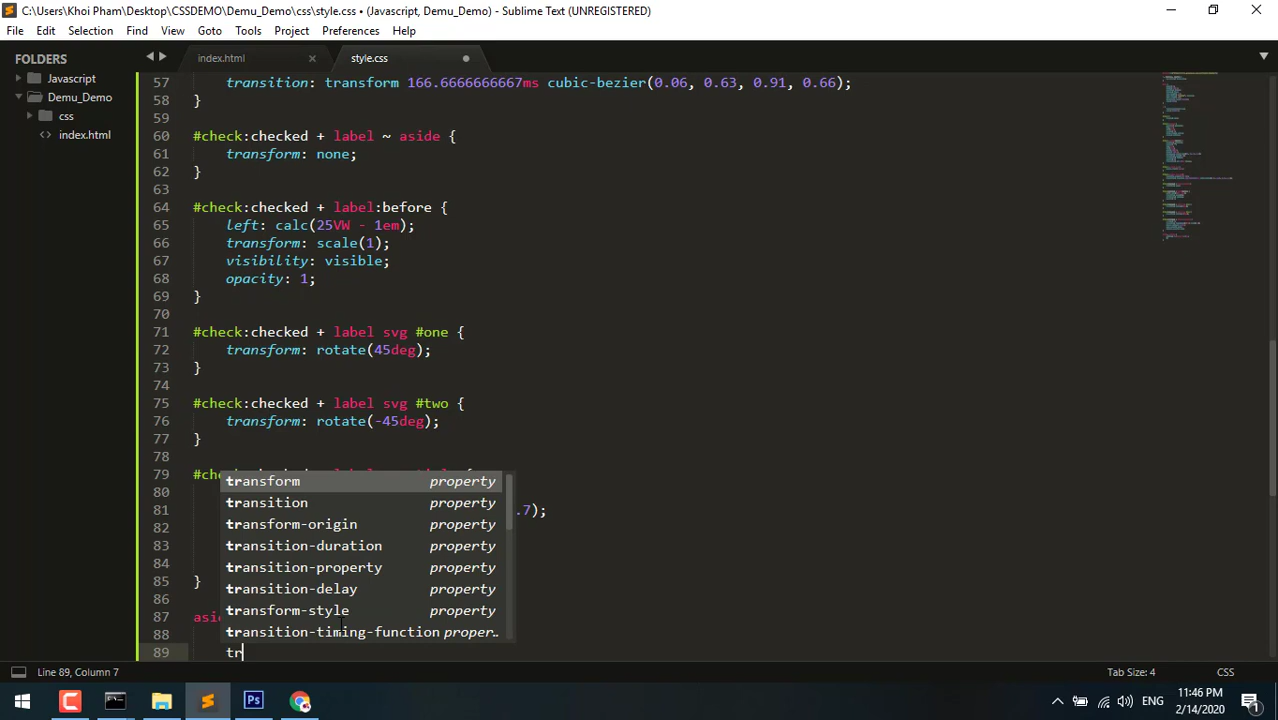 C:\Users\Khoi Pham\Desktop\CSSDEMO\Demu_Demo\css\style.css • (Javascript, Demu_Demo) - Sublime Text (UNREGISTERED)
File Edit Selection Find View Goto Tools Project Preferences Help
FOLDERS
Javascript
Demu_Demo
css
index.html
index.html
style.css
57 transition: transform 166.6666666667ms cubic-bezier(0.06, 0.63, 0.91, 0.66);
58 }
59
60 #check:checked + label ~ aside {
61 transform: none;
62 }
63
64 #check:checked + label:before {
65 left: calc(25VW - 1em);
66 transform: scale(1);
67 visibility: visible;
68 opacity: 1;
69 }
70
71 #check:checked + label svg #one {
72 transform: rotate(45deg);
73 }
74
75 #check:checked + label svg #two {
76 transform: rotate(-45deg);
77 }
78
79 #che {
80
81 .7);
82
83
84
85 }
86
87 asi
88
89 tr
transform property
transition property
transform-origin property
transition-duration property
transition-property property
transition-delay property
transform-style property
transition-timing-function proper..
Line 89, Column 7
Tab Size: 4
CSS
Ps
ENG
11:46 PM
2/14/2020